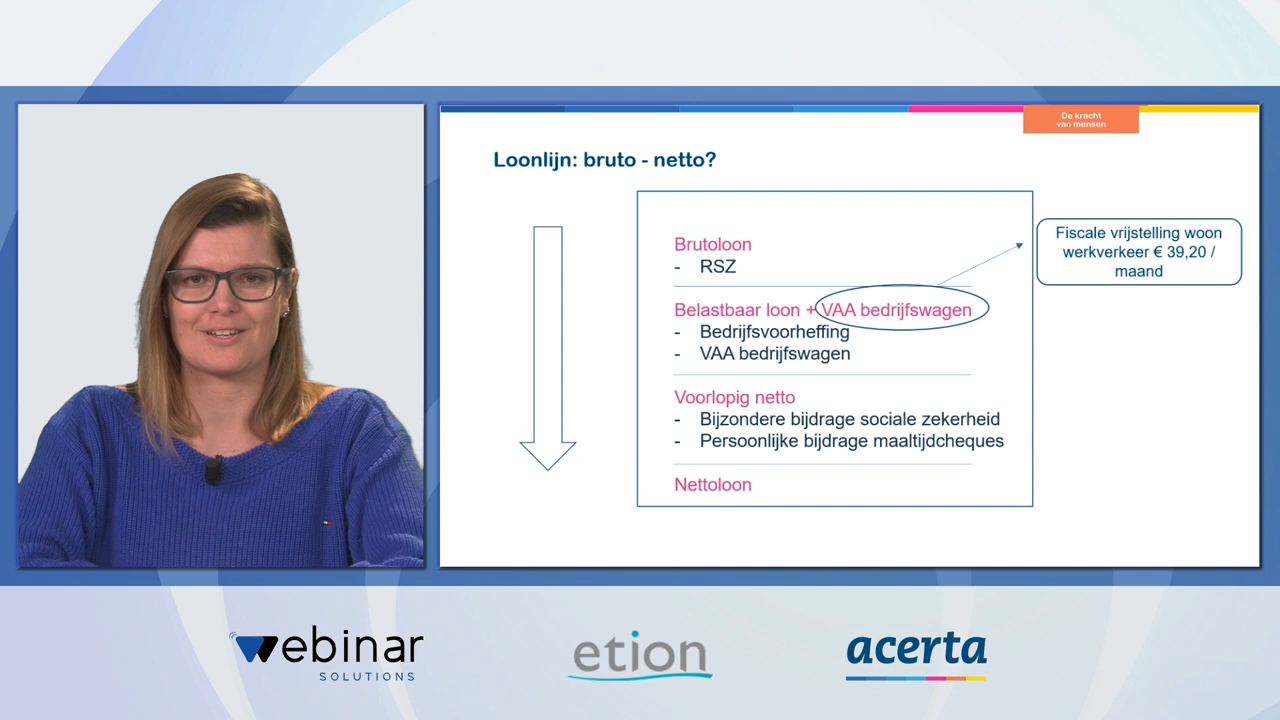 De kracht
van mensen
Loonlijn: bruto - netto?
Brutoloon
- RSZ
Belastbaar loon + VAA bedrijfswagen
- Bedrijfsvoorheffing
- VAA bedrijfswagen
Voorlopig netto
- Bijzondere bijdrage sociale zekerheid
- Persoonlijke bijdrage maaltijdcheques
Nettoloon
Fiscale vrijstelling woon
werkverkeer € 39,20 /
maand
Webinar
SOLUTIONS
etion
acerta